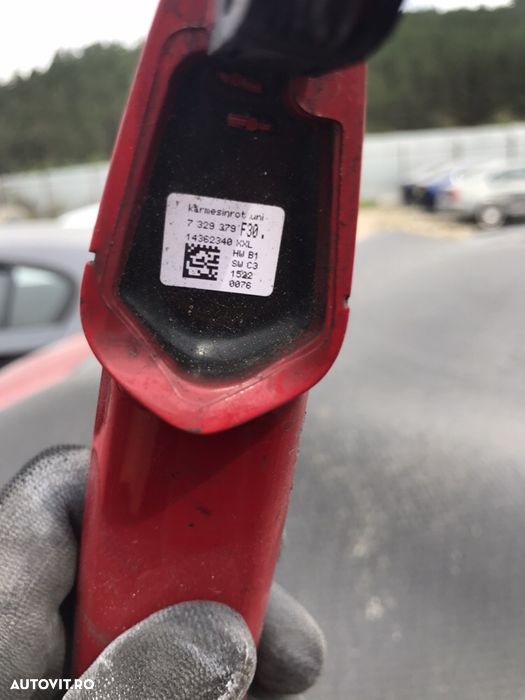 karmesinrot uni
7 329 379 F30.
14362340 XXL
HW B1
SW C3
1522
0076
AUTOVIT.RO